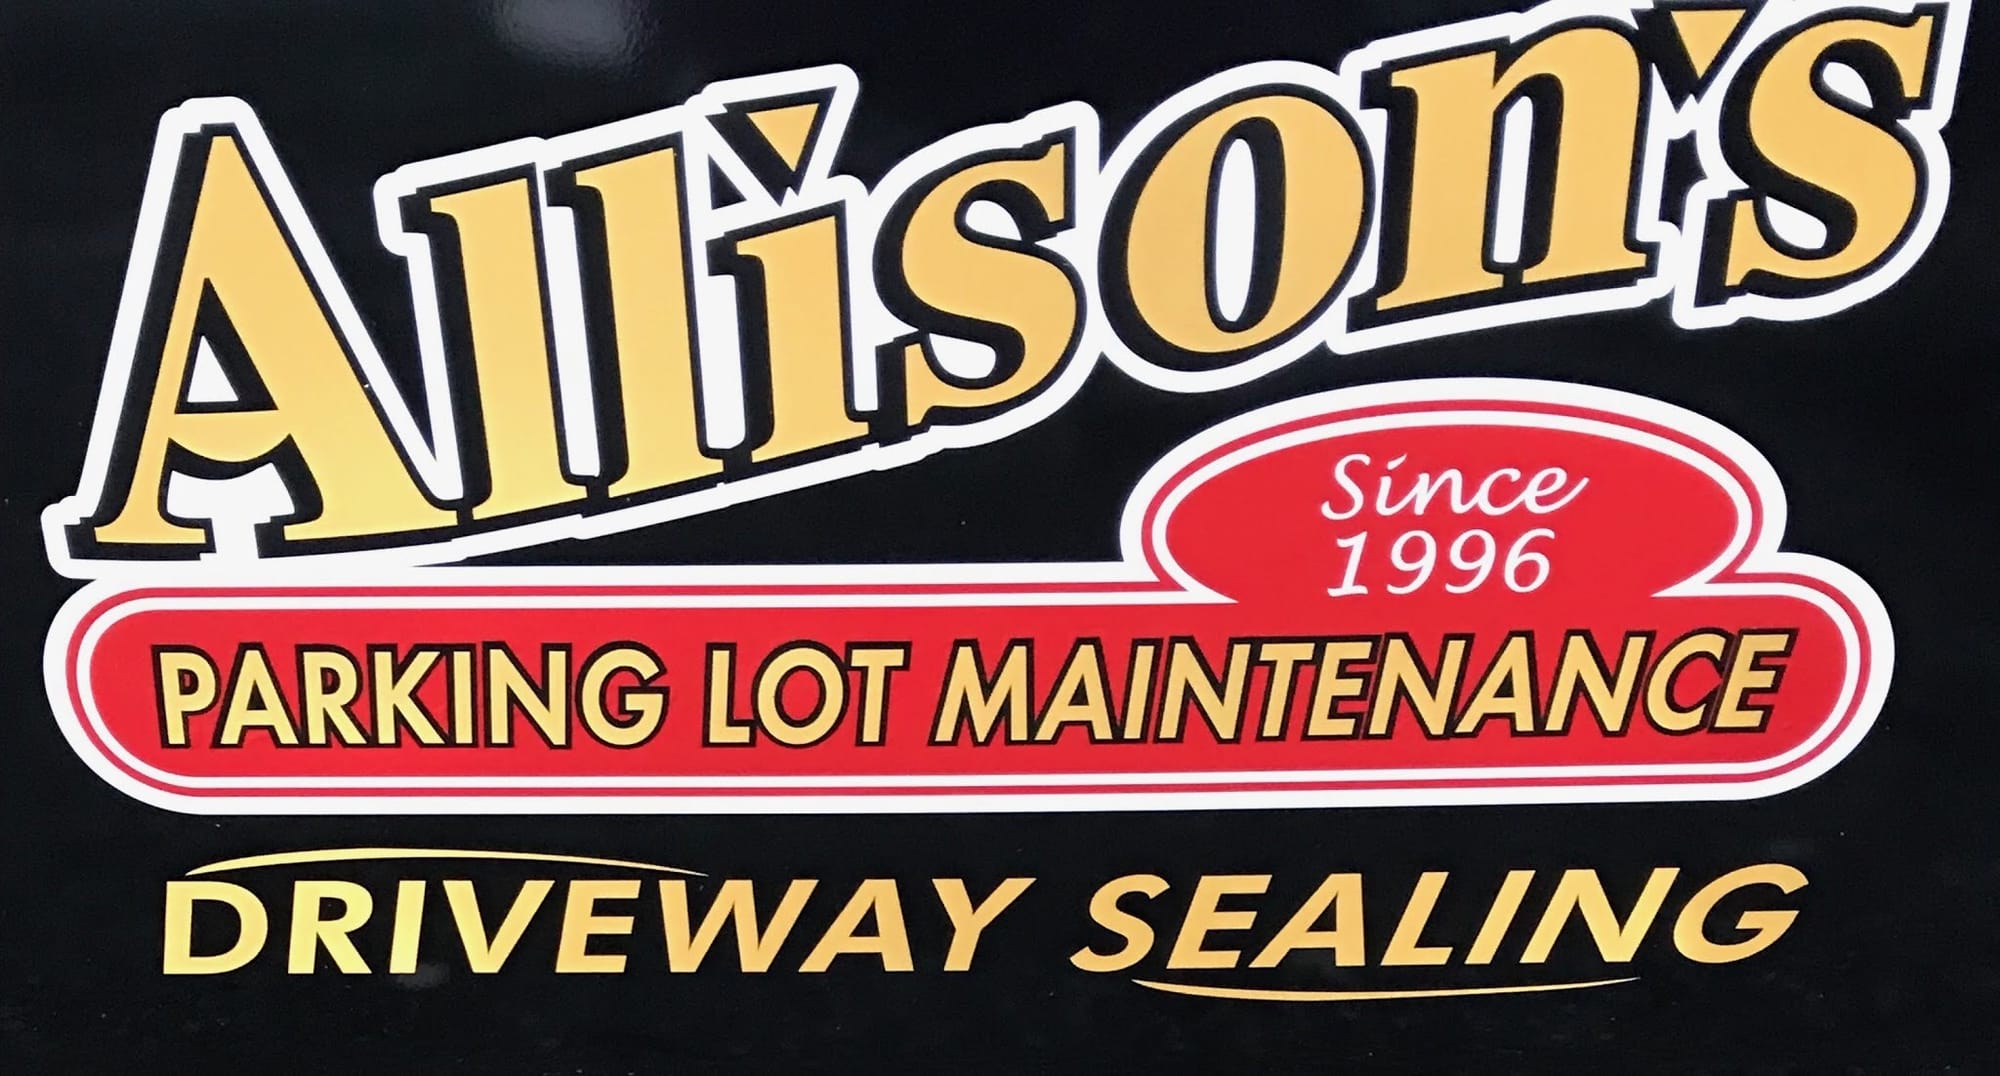 Allison's
Since
1996
PARKING LOT MAINTENANCE
DRIVEWAY SEALING